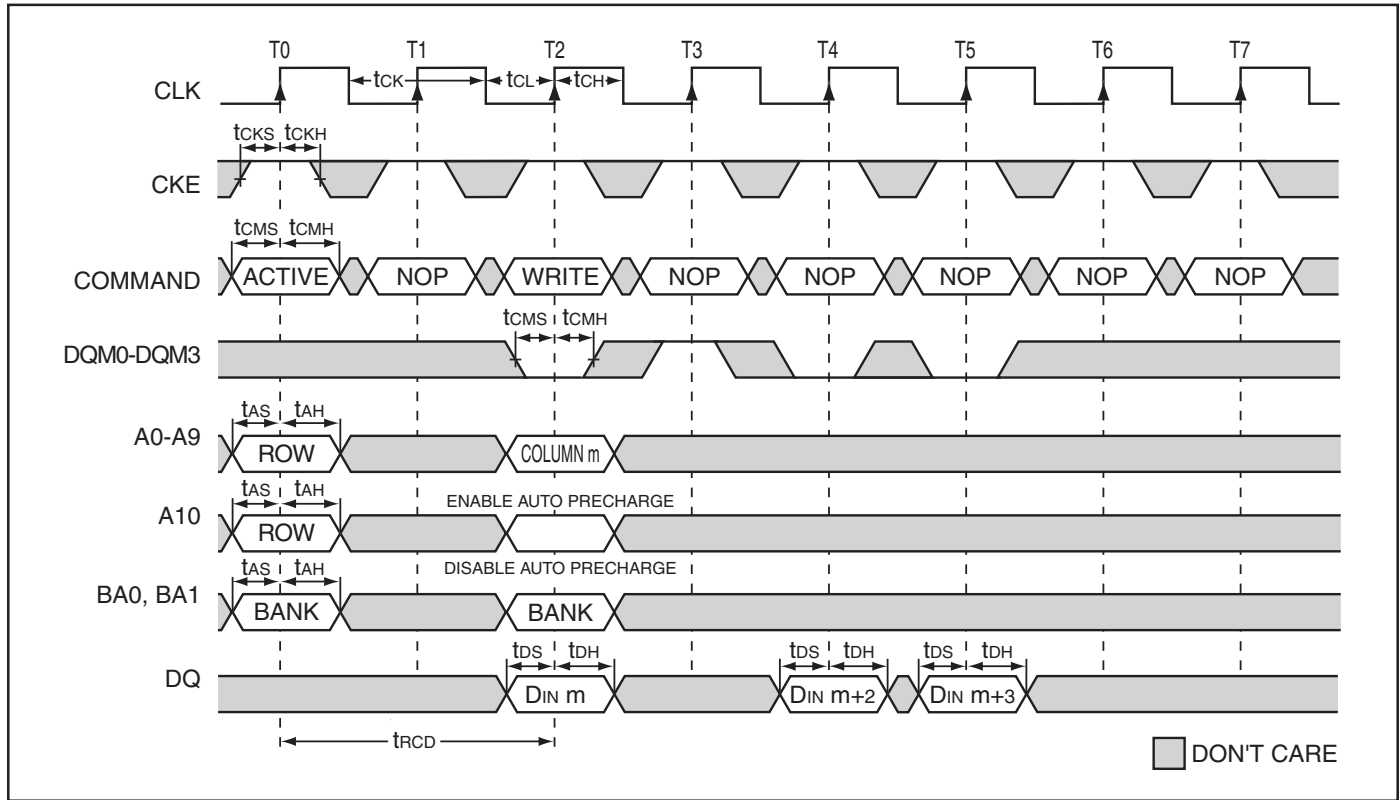 T0 T1 T2 T3 T4 T5 T6 T7
CLK tCK tCL tCH
tCKS tCKH
CKE
tCMS tCMH
COMMAND ACTIVE NOP WRITE NOP NOP NOP NOP NOP
tCMS tCMH
DQM0-DQM3
tAS tAH
A0-A9 ROW COLUMN m
tAS tAH ENABLE AUTO PRECHARGE
A10 ROW
tAS tAH DISABLE AUTO PRECHARGE
BA0, BA1 BANK BANK
tDS tDH tDS tDH tDS tDH
DQ DIN m DIN m+2 DIN m+3
tRCD
DON'T CARE